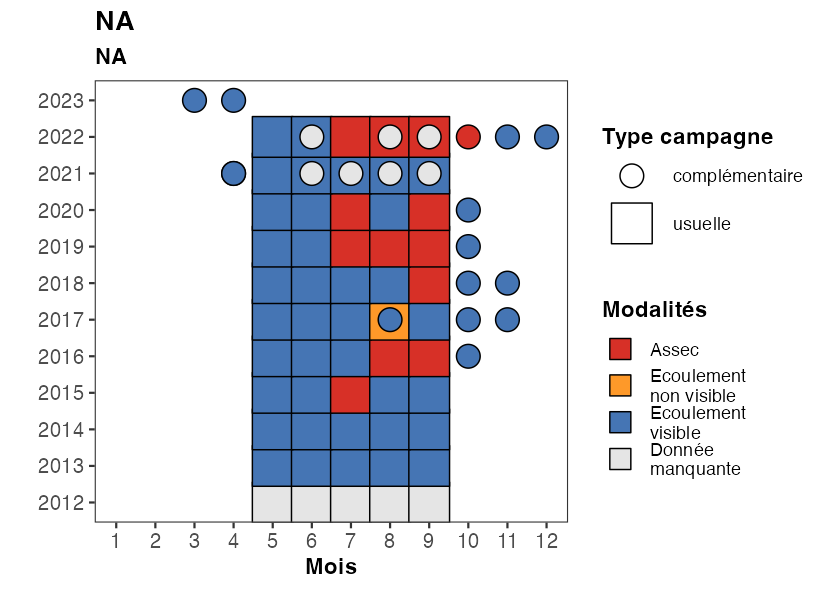 NA
NA
2023
2022
2021
2020
2019
2018
2017
2016
2015
2014
2013
2012
1 2 3 4 5 6 7 8 9 10 11 12
Mois
Type campagne
complémentaire
usuelle
Modalités
Assec
Ecoulement
non visible
Ecoulement
visible
Donnée
manquante